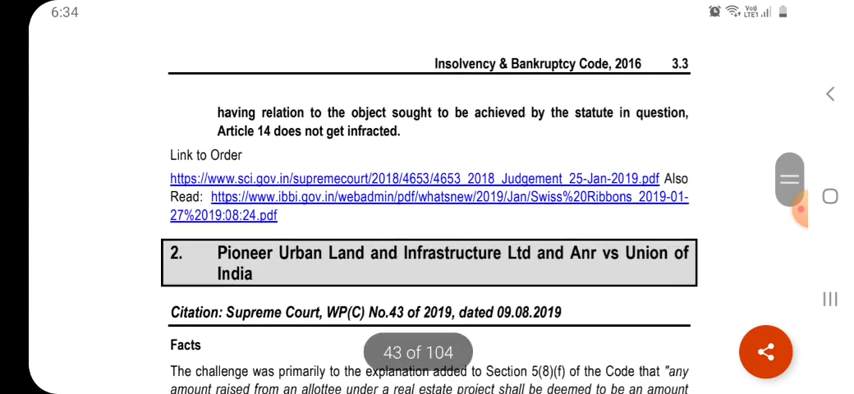 6:34
Vo)) LTE1
Insolvency & Bankruptcy Code, 2016 3.3
having relation to the object sought to be achieved by the statute in question,
Article 14 does not get infracted.
Link to Order
https://www.sci.gov.in/supremecourt/2018/4653/4653_2018_Judgement_25-Jan-2019.pdf Also
Read: https://www.ibbi.gov.in/webadmin/pdf/whatsnew/2019/Jan/Swiss%20Ribbons_2019-01-
27%2019:08:24.pdf
2. Pioneer Urban Land and Infrastructure Ltd and Anr vs Union of
India
Citation: Supreme Court, WP(C) No.43 of 2019, dated 09.08.2019
Facts
43 of 104
The challenge was primarily to the explanation added to Section 5(8)(f) of the Code that "any
amount raised from an allottee under a real estate project shall be deemed to be an amount